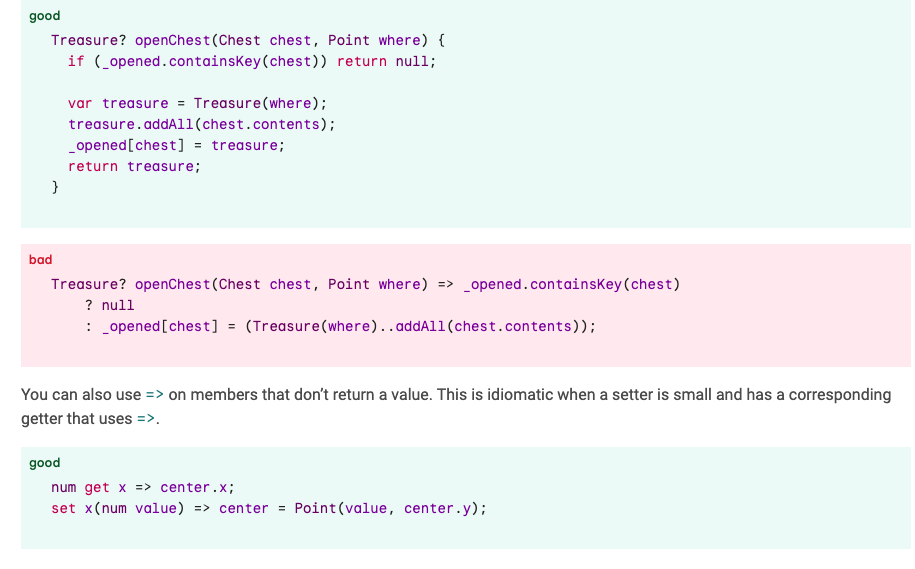 good
Treasure? openChest(Chest chest, Point where) {
  if (_opened.containsKey(chest)) return null;

  var treasure = Treasure(where);
  treasure.addAll(chest.contents);
  _opened[chest] = treasure;
  return treasure;
}
bad
Treasure? openChest(Chest chest, Point where) => _opened.containsKey(chest)
    ? null
    : _opened[chest] = (Treasure(where)..addAll(chest.contents));
You can also use => on members that don’t return a value. This is idiomatic when a setter is small and has a corresponding
getter that uses =>.
good
num get x => center.x;
set x(num value) => center = Point(value, center.y);